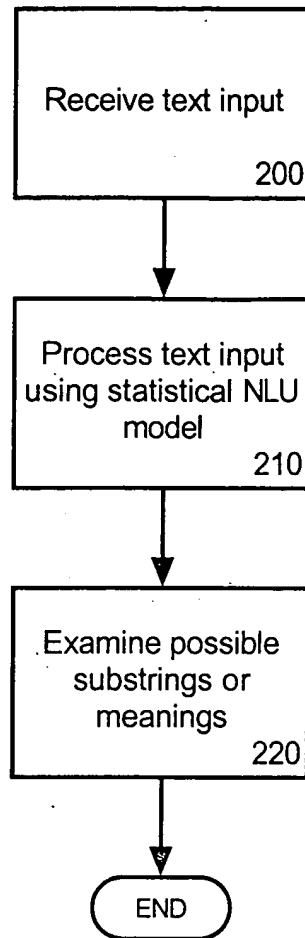 Receive text input
200
Process text input
using statistical NLU
model
210
Examine possible
substrings or
meanings
220
END